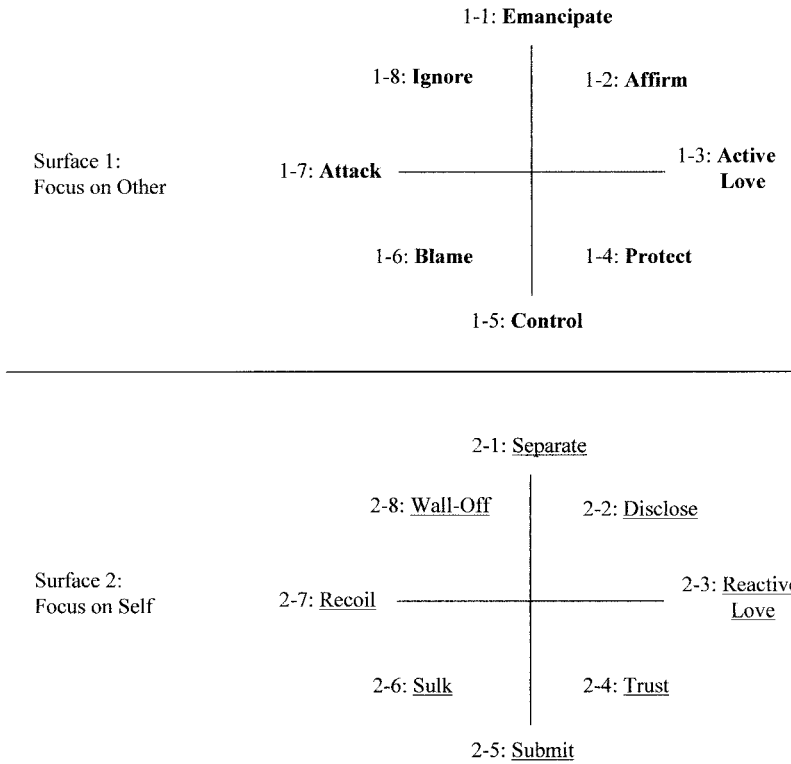 1-1: Emancipate
1-8: Ignore
1-2: Affirm
Surface 1:
Focus on Other
1-7: Attack
1-3: Active
Love
1-6: Blame
1-4: Protect
1-5: Control
2-1: Separate
2-8: Wall-Off
2-2: Disclose
Surface 2:
Focus on Self
2-7: Recoil
2-3: Reactive
Love
2-6: Sulk
2-4: Trust
2-5: Submit